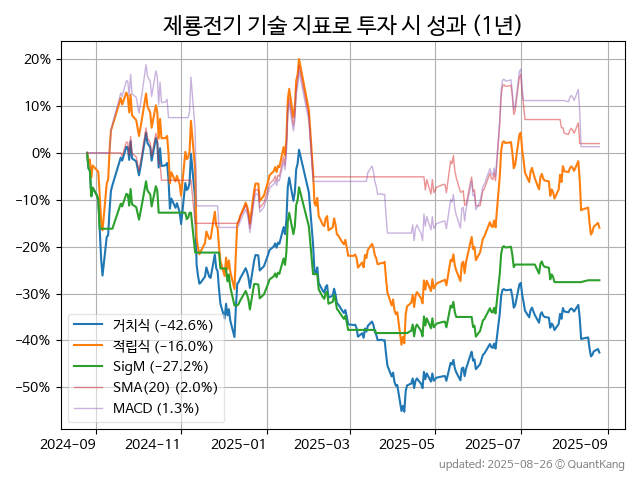 제룡전기 기술 지표로 투자 시 성과 (1년)
20%
10%
0%
−10%
−20%
−30%
−40%
−50%
거치식 (−42.6%)
적립식 (−16.0%)
SigM (−27.2%)
SMA(20) (2.0%)
MACD (1.3%)
2024−09 2024−11 2025−01 2025−03 2025−05 2025−07 2025−09
updated: 2025-08-26 © QuantKang